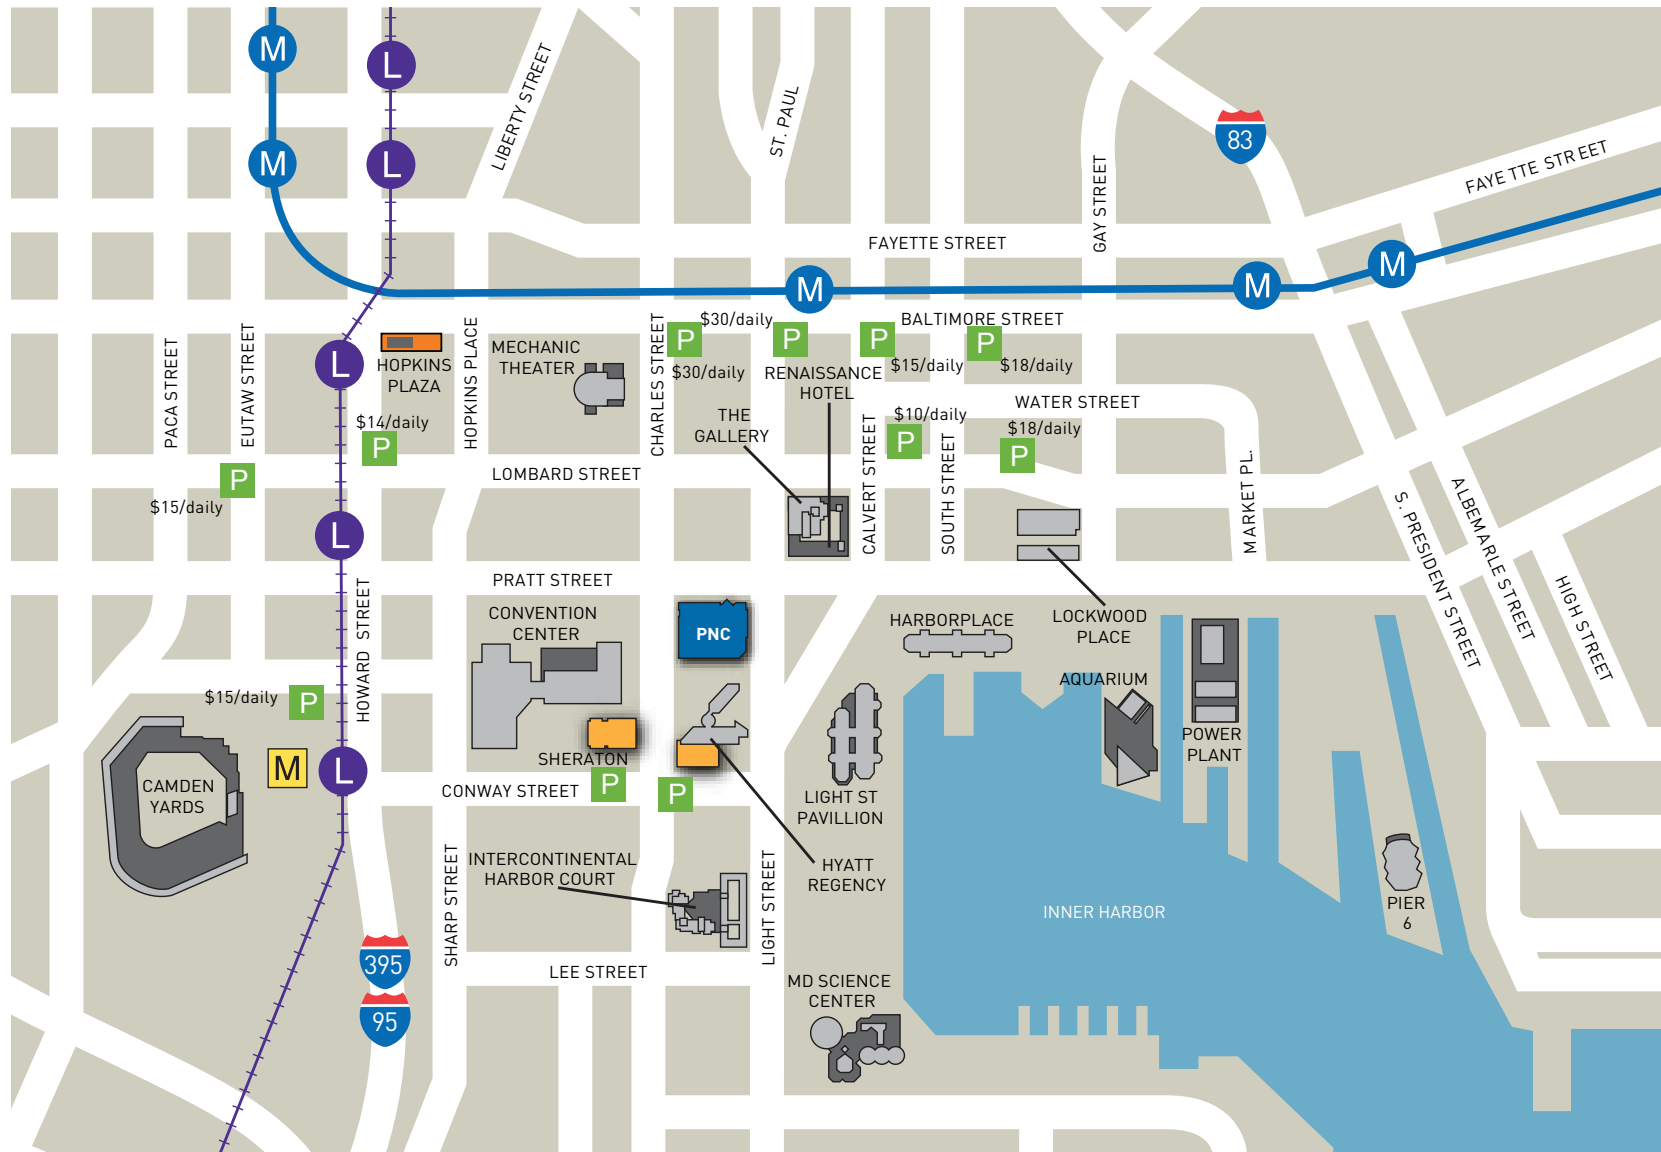 M
L
M
L
LIBERTY STREET
ST. PAUL
83
GAY STREET
FAYE TTE STREET
FAYETTE STREET
M
M
M
PACA STREET
EUTAW STREET
L
HOPKINS
PLAZA
HOPKINS PLACE
MECHANIC
THEATER
CHARLES STREET
P
$30/daily
$30/daily
P
P
BALTIMORE STREET
$15/daily
P
$18/daily
RENAISSANCE
HOTEL
THE
GALLERY
WATER STREET
$14/daily
P
$10/daily
P
$18/daily
P
CALVERT STREET
SOUTH STREET
MARKET PL.
P
$15/daily
LOMBARD STREET
L
S. PRESIDENT STREET
ALBEMARLE STREET
HIGH STREET
PRATT STREET
HOWARD STREET
CONVENTION
CENTER
PNC
HARBORPLACE
LOCKWOOD
PLACE
AQUARIUM
POWER
PLANT
$15/daily
P
M
L
CAMDEN
YARDS
SHERATON
P
P
CONWAY STREET
LIGHT ST
PAVILLION
HYATT
REGENCY
SHARP STREET
INTERCONTINENTAL
HARBOR COURT
LIGHT STREET
INNER HARBOR
PIER
6
395
95
LEE STREET
MD SCIENCE
CENTER